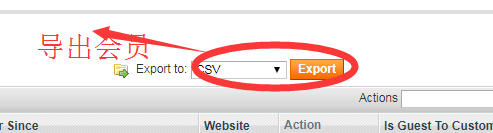 导出会员
Export to: CSV Export
Actions
r Since Website Action Is Guest To Custom